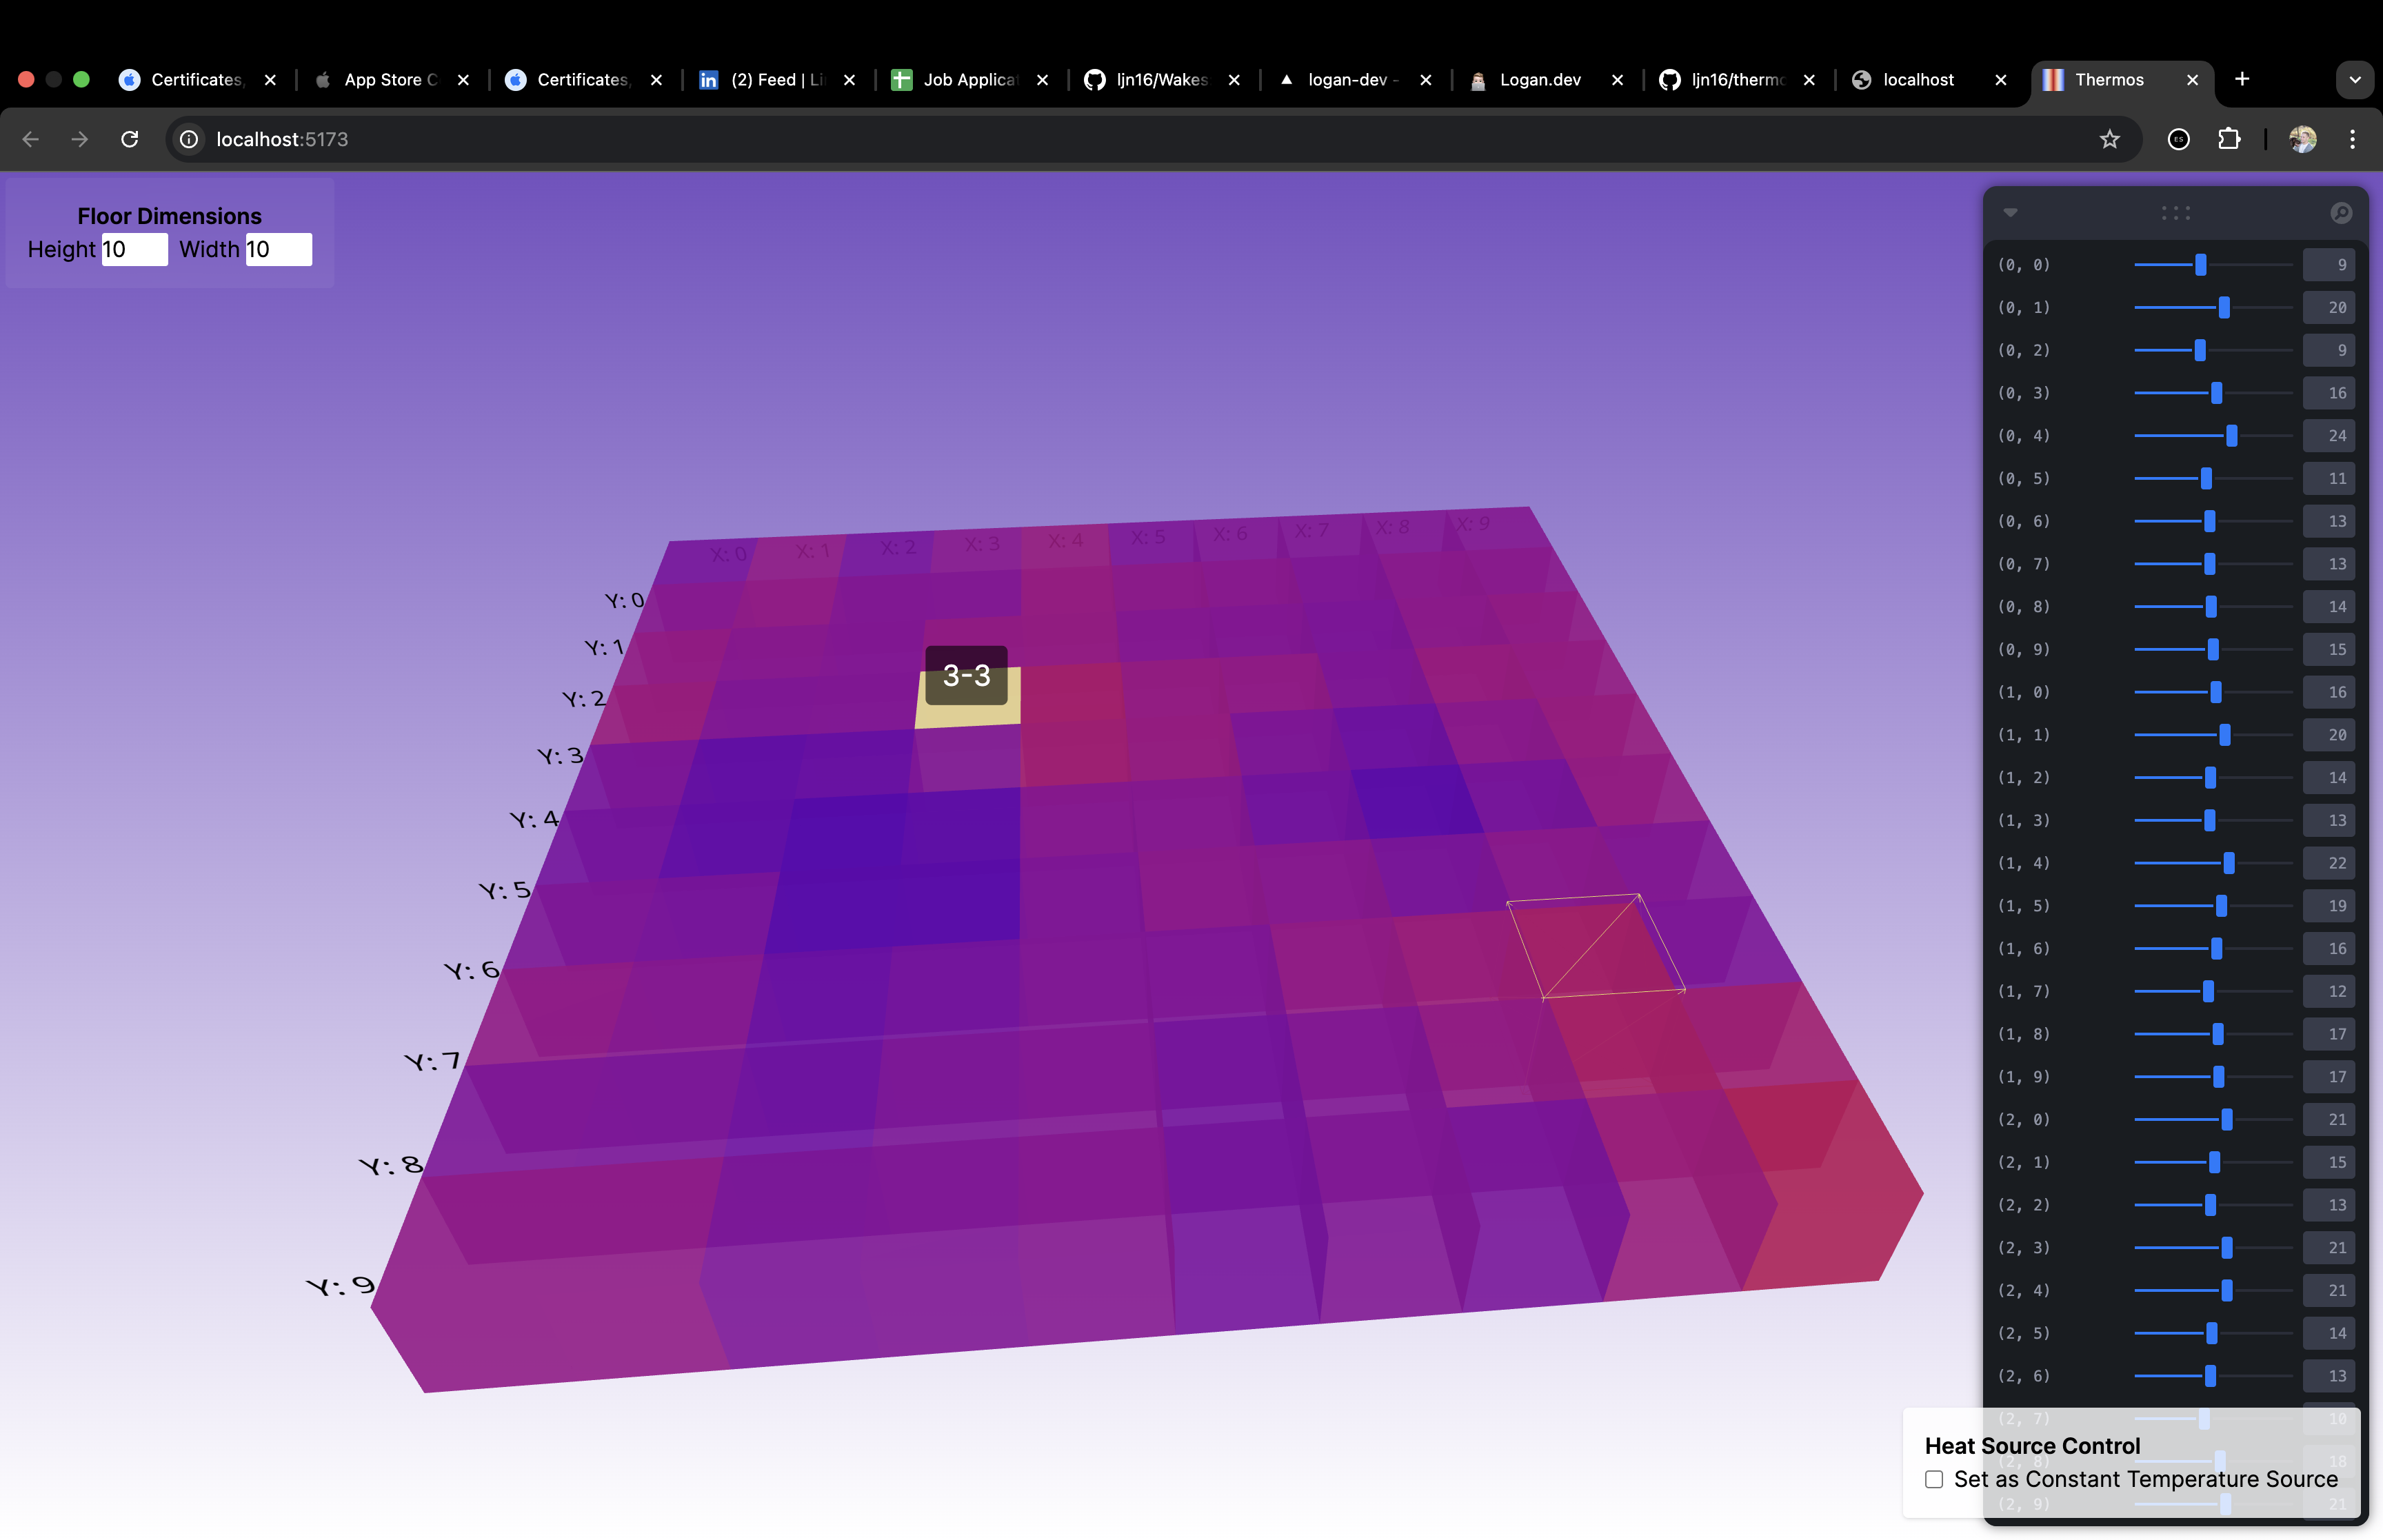 Certificates,
App Store C
Certificates,
(2) Feed | Li
Job Applica
ljn16/Wakes
logan-dev -
Logan.dev
ljn16/thermo
localhost
Thermos
localhost:5173
ES
Floor Dimensions
Height 10 Width 10
X: 0 X: 1 X: 2 X: 3 X: 4 X: 5 X: 6 X: 7 X: 8 X: 9
Y: 0
Y: 1
3-3
Y: 2
Y: 3
Y: 4
Y: 5
Y: 6
Y: 7
Y: 8
Y: 9
(0, 0) 9
(0, 1) 20
(0, 2) 9
(0, 3) 16
(0, 4) 24
(0, 5) 11
(0, 6) 13
(0, 7) 13
(0, 8) 14
(0, 9) 15
(1, 0) 16
(1, 1) 20
(1, 2) 14
(1, 3) 13
(1, 4) 22
(1, 5) 19
(1, 6) 16
(1, 7) 12
(1, 8) 17
(1, 9) 17
(2, 0) 21
(2, 1) 15
(2, 2) 13
(2, 3) 21
(2, 4) 21
(2, 5) 14
(2, 6) 13
(2, 7) 10
Heat Source Control
(2, 8) 18
Set as Constant Temperature Source
(2, 9) 21